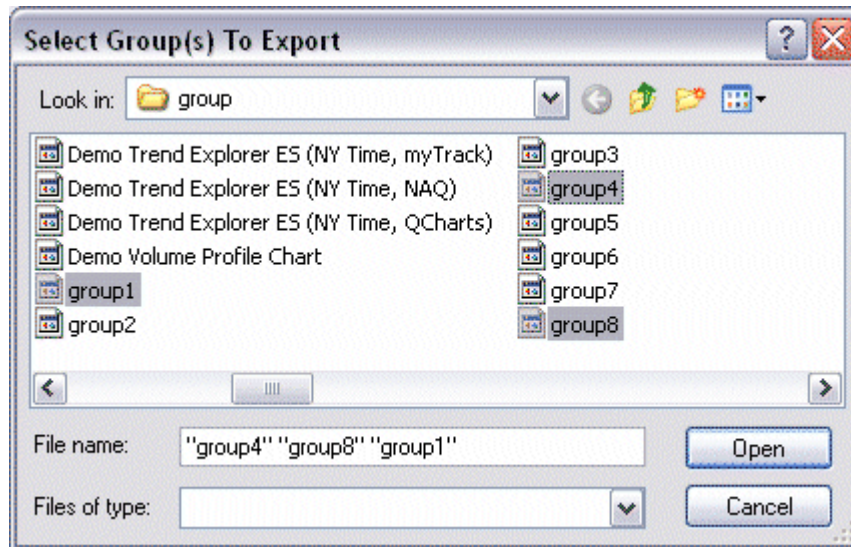 Select Group(s) To Export
Look in: group
Demo Trend Explorer ES (NY Time, myTrack)
Demo Trend Explorer ES (NY Time, NAQ)
Demo Trend Explorer ES (NY Time, QCharts)
Demo Volume Profile Chart
group1
group2
group3
group4
group5
group6
group7
group8
File name: "group4" "group8" "group1"
Open
Files of type:
Cancel